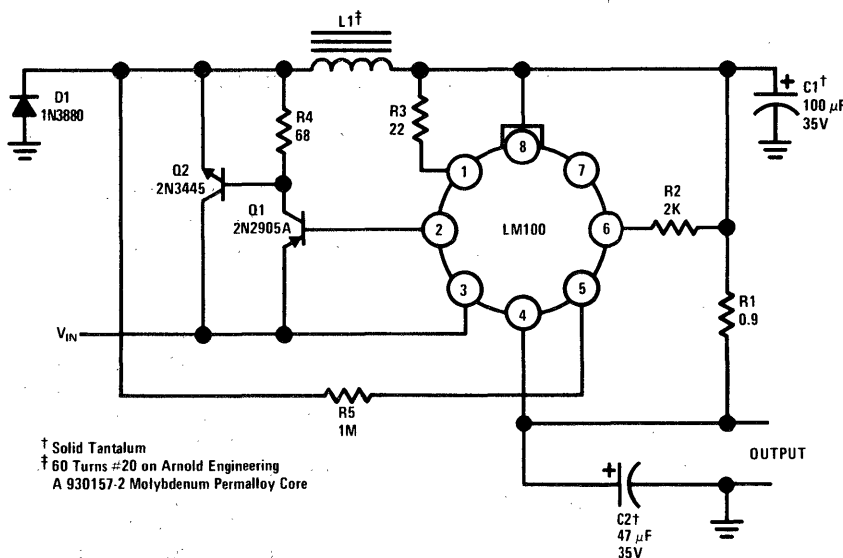 L1‡
D1
1N3880
R4
68
R3
22
C1†
100 μF
35V
Q2
2N3445
Q1
2N2905A
1
8
7
2
LM100
6
R2
2K
3
4
5
R1
0.9
VIN
R5
1M
† Solid Tantalum
‡ 60 Turns #20 on Arnold Engineering
A 930157-2 Molybdenum Permalloy Core
OUTPUT
+
C2†
47 μF
35V
+